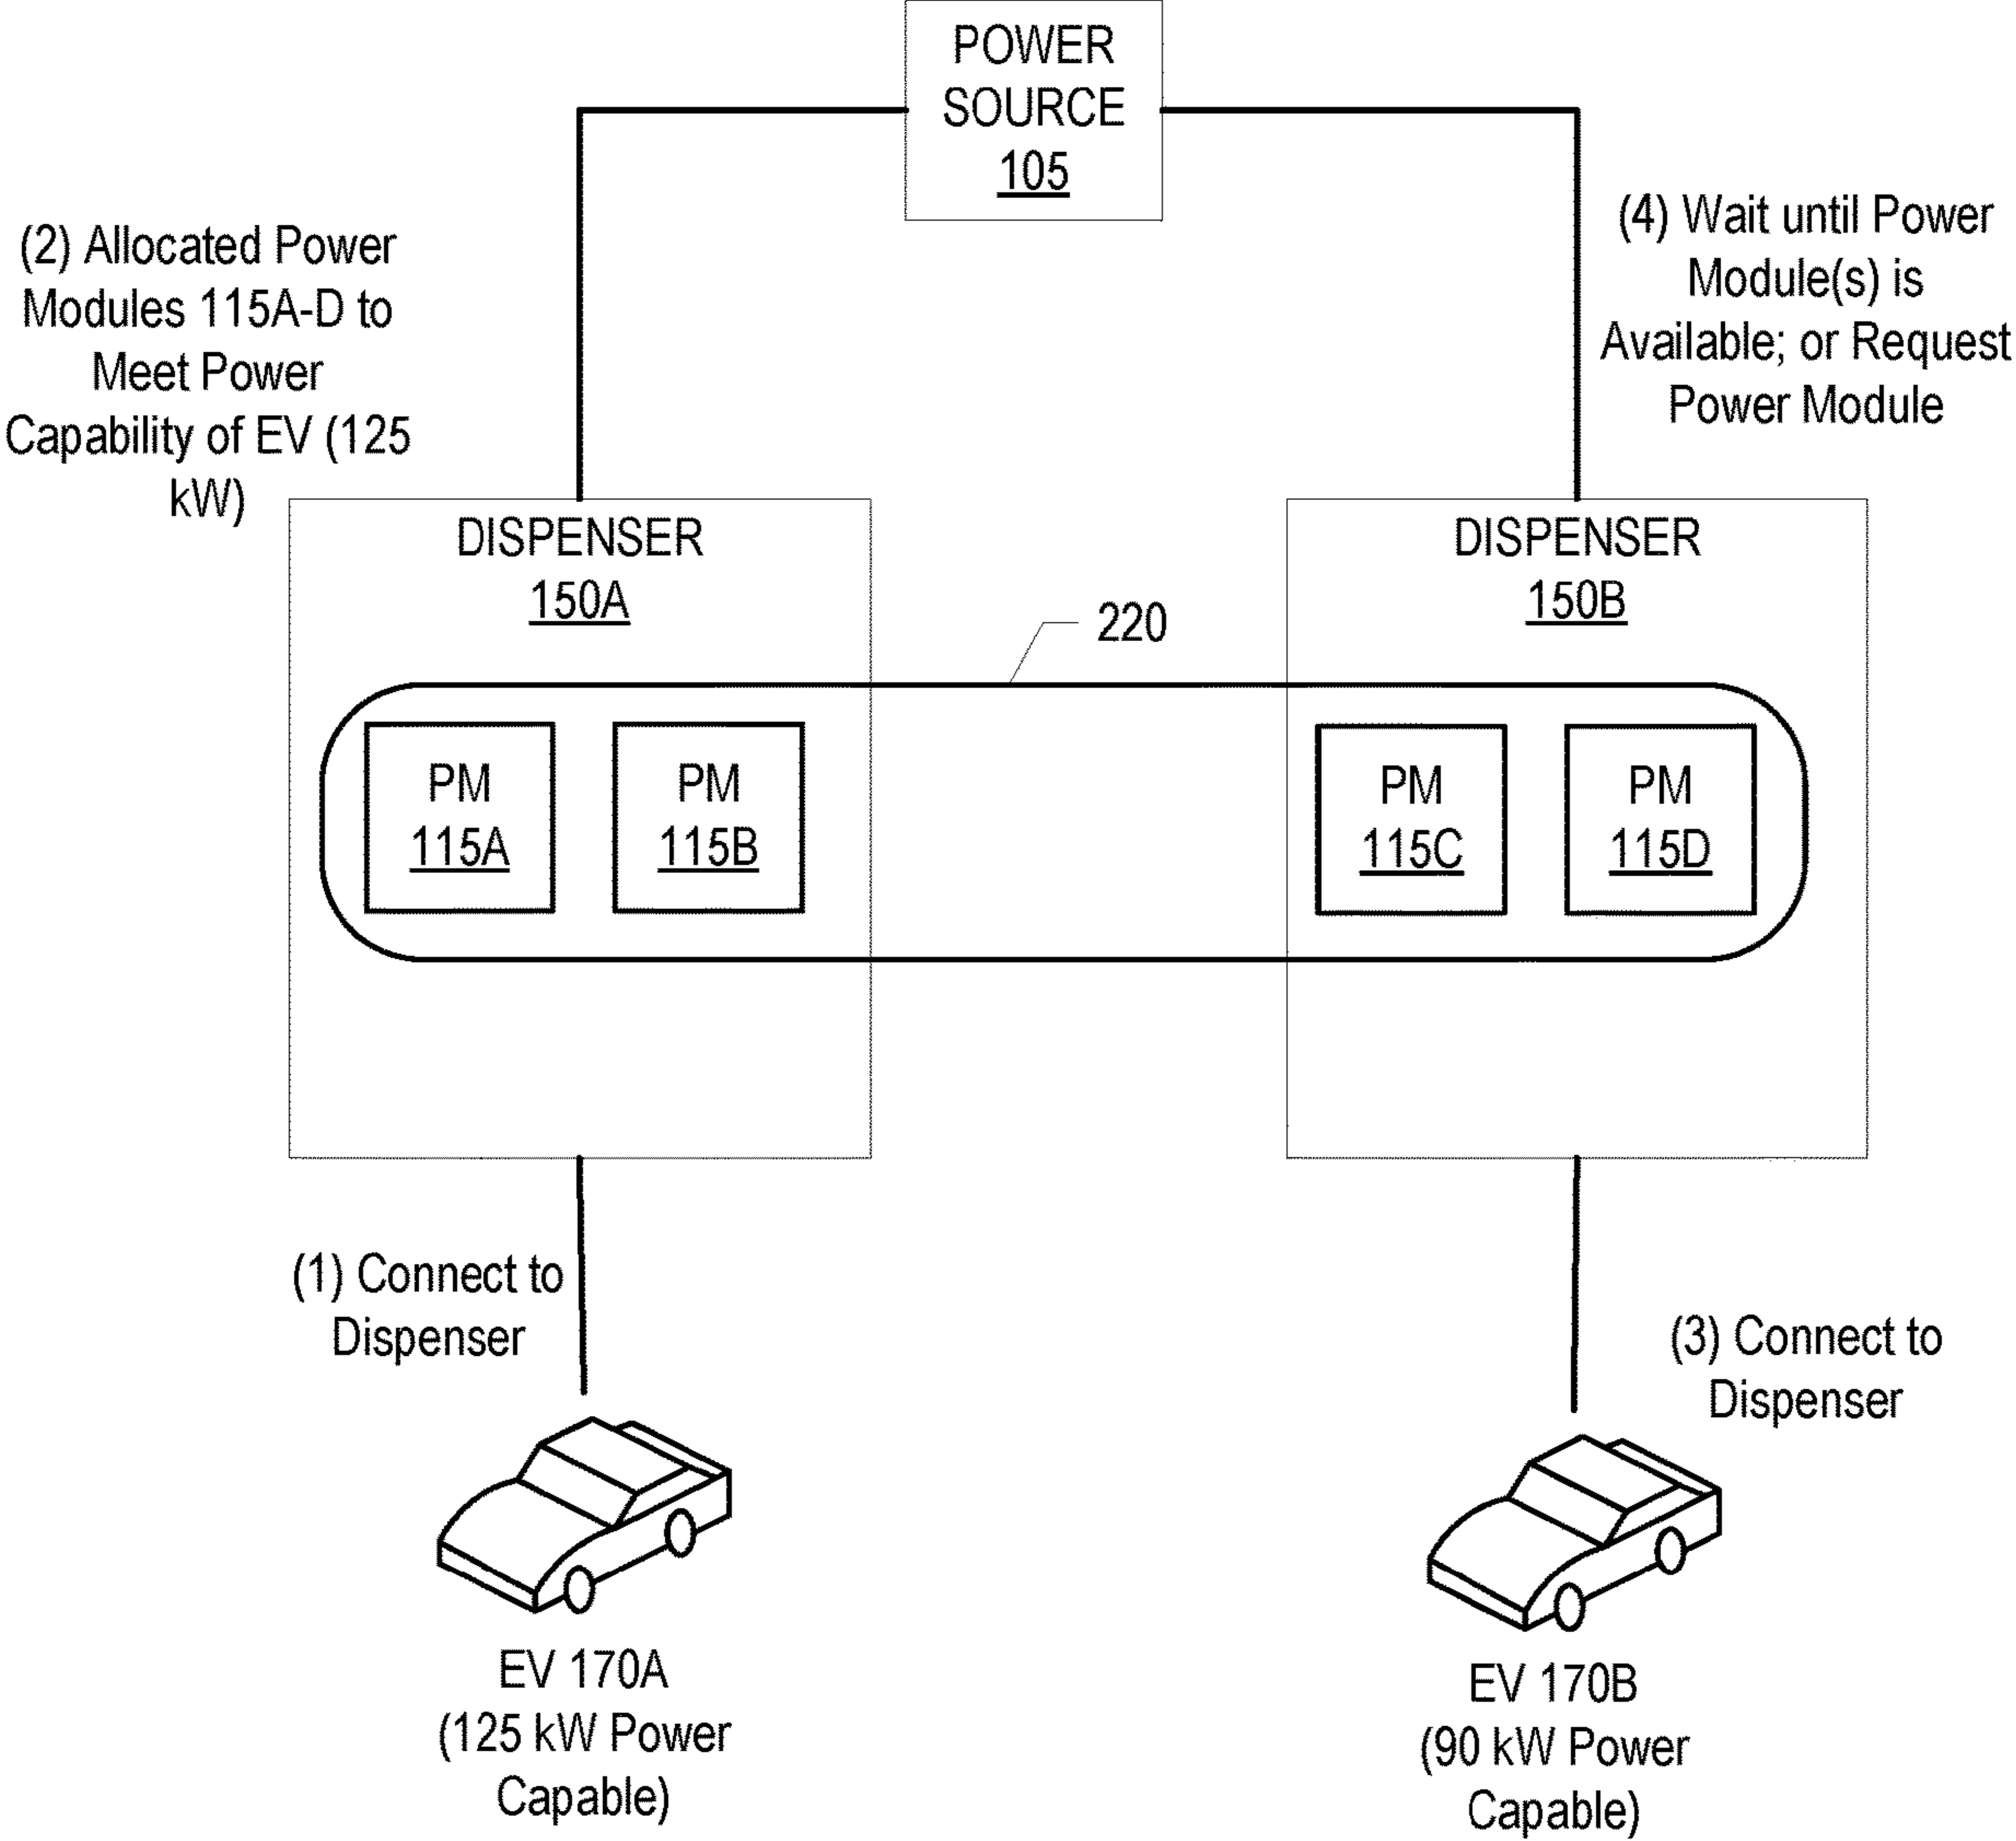 POWER
SOURCE
105
(2) Allocated Power
Modules 115A-D to
Meet Power
Capability of EV (125
kW)
(4) Wait until Power
Module(s) is
Available; or Request
Power Module
DISPENSER
150A
DISPENSER
150B
220
PM
115A
PM
115B
PM
115C
PM
115D
(1) Connect to
Dispenser
(3) Connect to
Dispenser
EV 170A
(125 kW Power
Capable)
EV 170B
(90 kW Power
Capable)